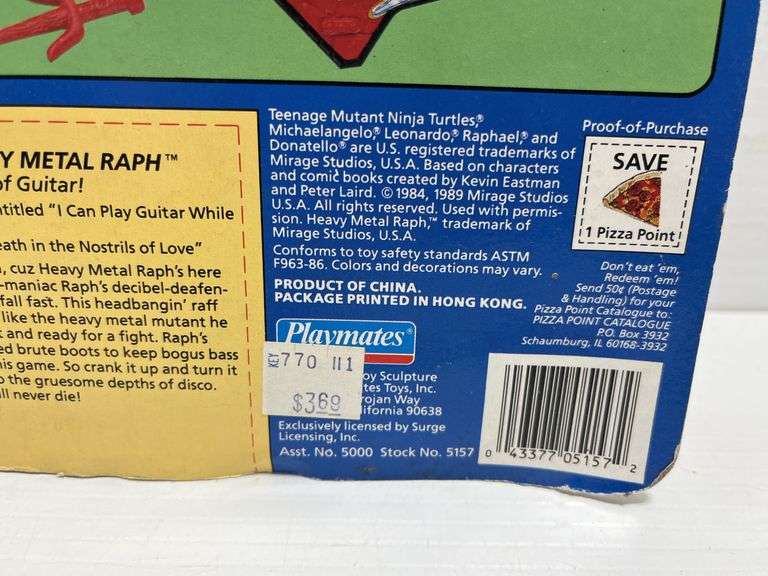 Y METAL RAPH™
of Guitar!
titled "I Can Play Guitar While
eath in the Nostrils of Love"
, cuz Heavy Metal Raph's here
-maniac Raph's decibel-deafen-
fall fast. This headbangin' raff
like the heavy metal mutant he
t and ready for a fight. Raph's
ed brute boots to keep bogus bass
is game. So crank it up and turn it
o the gruesome depths of disco.
ll never die!
Teenage Mutant Ninja Turtles,®
Michaelangelo,® Leonardo,® Raphael,® and
Donatello® are U.S. registered trademarks of
Mirage Studios, U.S.A. Based on characters
and comic books created by Kevin Eastman
and Peter Laird. © 1984, 1989 Mirage Studios
U.S.A. All rights reserved. Used with permis-
sion. Heavy Metal Raph,™ trademark of
Mirage Studios, U.S.A.
Conforms to toy safety standards ASTM
F963-86. Colors and decorations may vary.
PRODUCT OF CHINA.
PACKAGE PRINTED IN HONG KONG.
Playmates®
KEY 770 111
$3.68
oy Sculpture
tes Toys, Inc.
rojan Way
lifornia 90638
Exclusively licensed by Surge
Licensing, Inc.
Asst. No. 5000 Stock No. 5157
Proof-of-Purchase
SAVE
1 Pizza Point
Don't eat 'em,
Redeem 'em!
Send 50¢ (Postage
& Handling) for your
Pizza Point Catalogue to:
PIZZA POINT CATALOGUE
P.O. Box 3932
Schaumburg, IL 60168-3932
0 43377 05157 2